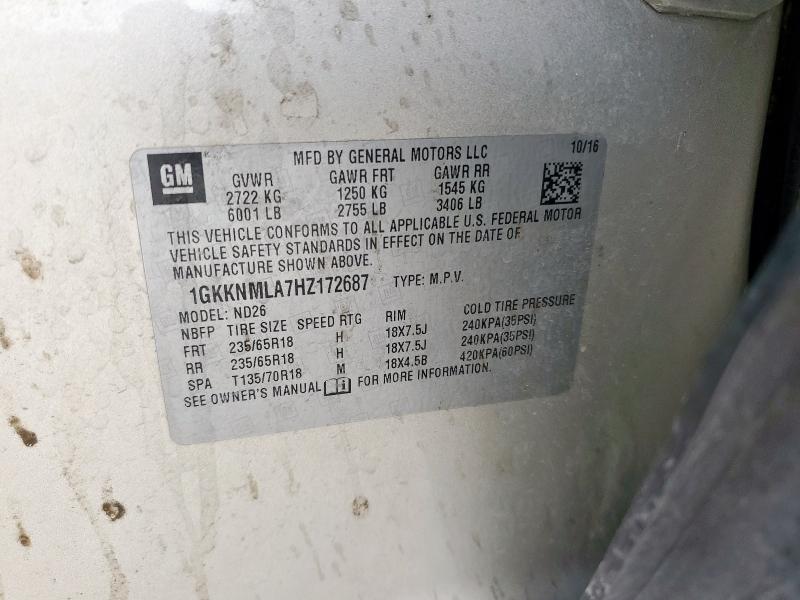 GM
MFD BY GENERAL MOTORS LLC 10/16
GVWR GAWR FRT GAWR RR
2722 KG 1250 KG 1545 KG
6001 LB 2755 LB 3406 LB
THIS VEHICLE CONFORMS TO ALL APPLICABLE U.S. FEDERAL MOTOR
VEHICLE SAFETY STANDARDS IN EFFECT ON THE DATE OF
MANUFACTURE SHOWN ABOVE.
1GKKNMLA7HZ172687 TYPE: M.P.V.
MODEL: ND26
NBFP TIRE SIZE SPEED RTG RIM COLD TIRE PRESSURE
FRT 235/65R18 H 18X7.5J 240KPA(35PSI)
RR 235/65R18 H 18X7.5J 240KPA(35PSI)
SPA T135/70R18 M 18X4.5B 420KPA(60PSI)
SEE OWNER'S MANUAL FOR MORE INFORMATION.